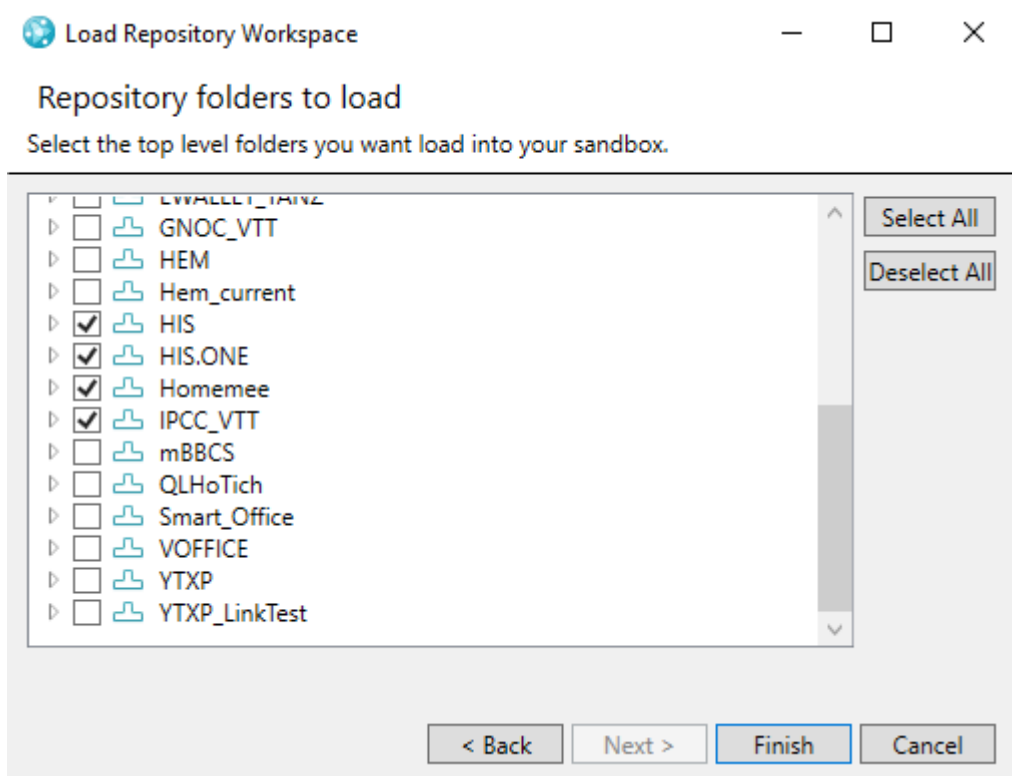 Load Repository Workspace
Repository folders to load
Select the top level folders you want load into your sandbox.
EWALLET_TANZ
GNOC_VTT
HEM
Hem_current
HIS
HIS.ONE
Homemee
IPCC_VTT
mBBCS
QLHoTich
Smart_Office
VOFFICE
YTXP
YTXP_LinkTest
Select All
Deselect All
< Back
Next >
Finish
Cancel